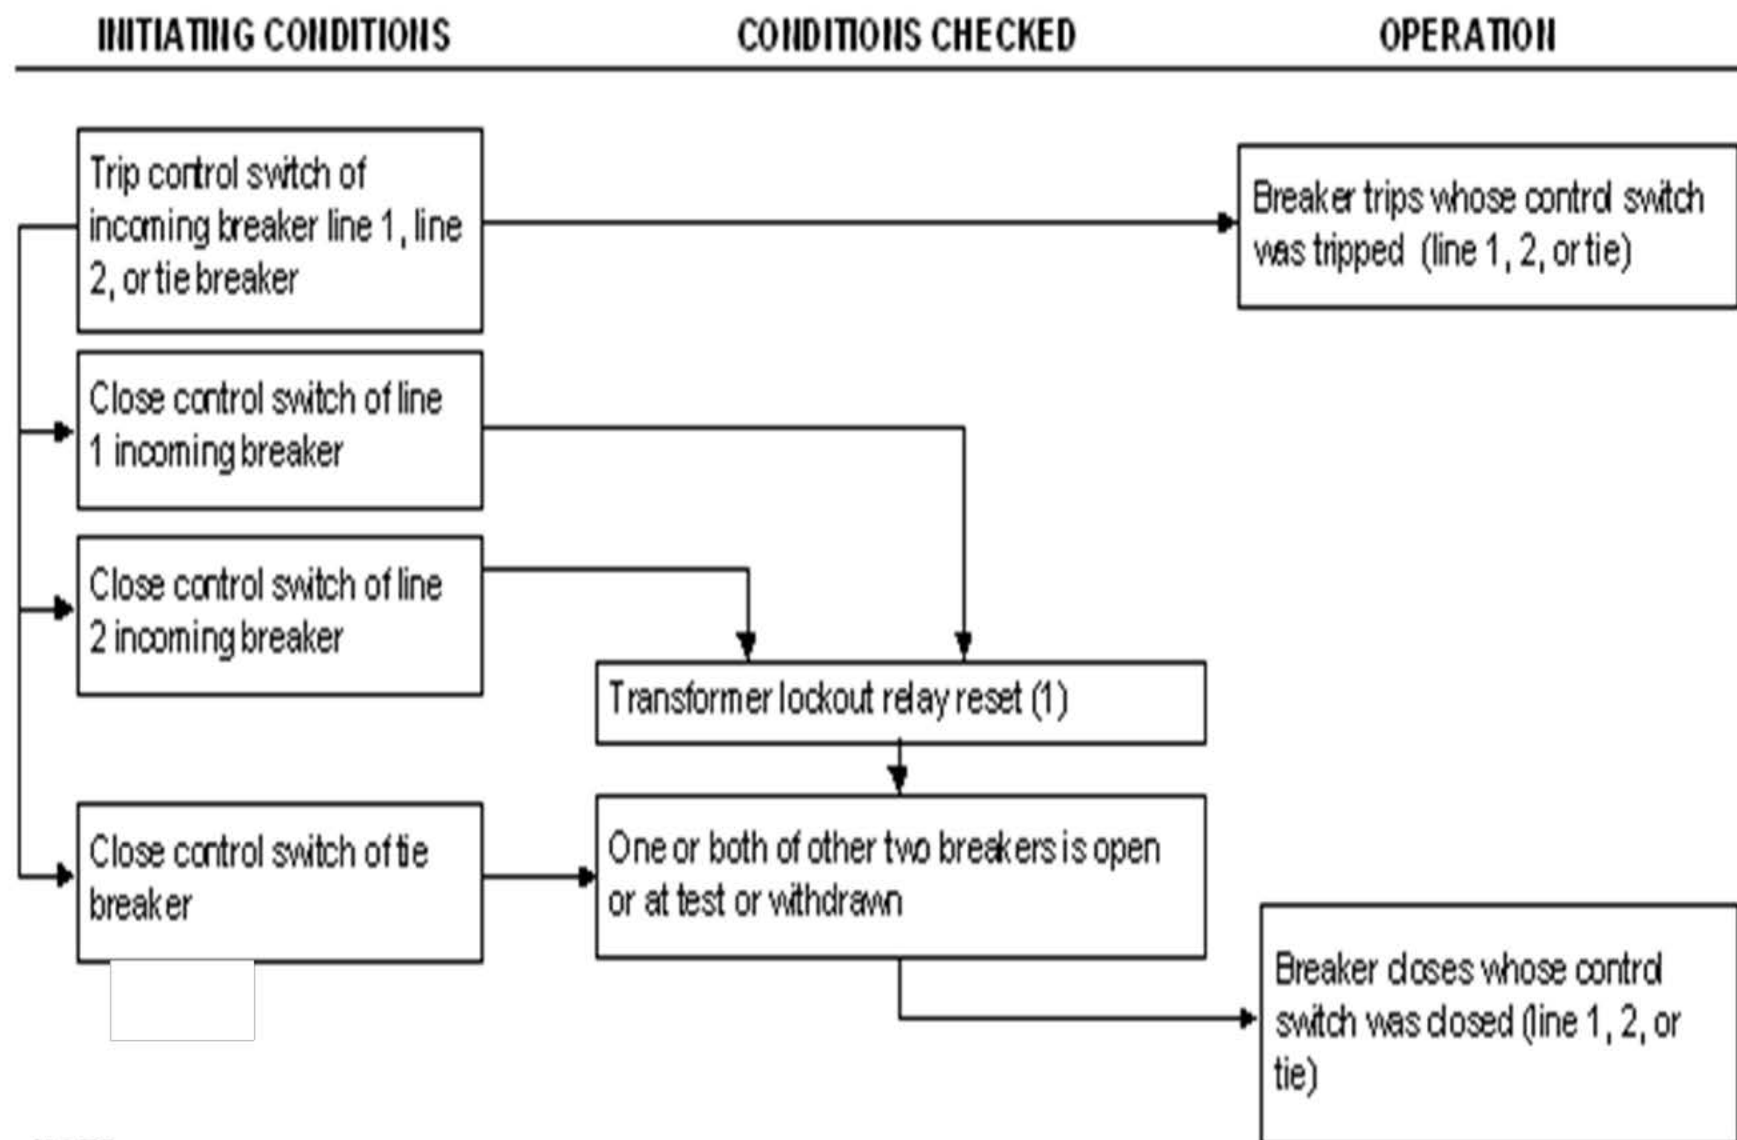 INITIATING CONDITIONS
CONDITIONS CHECKED
OPERATION
Trip control switch of
incoming breaker line 1, line
2, or tie breaker
Breaker trips whose control switch
was tripped (line 1, 2, or tie)
Close control switch of line
1 incoming breaker
Close control switch of line
2 incoming breaker
Transformer lockout relay reset (1)
Close control switch of tie
breaker
One or both of other two breakers is open
or at test or withdrawn
Breaker closes whose control
switch was closed (line 1, 2, or
tie)